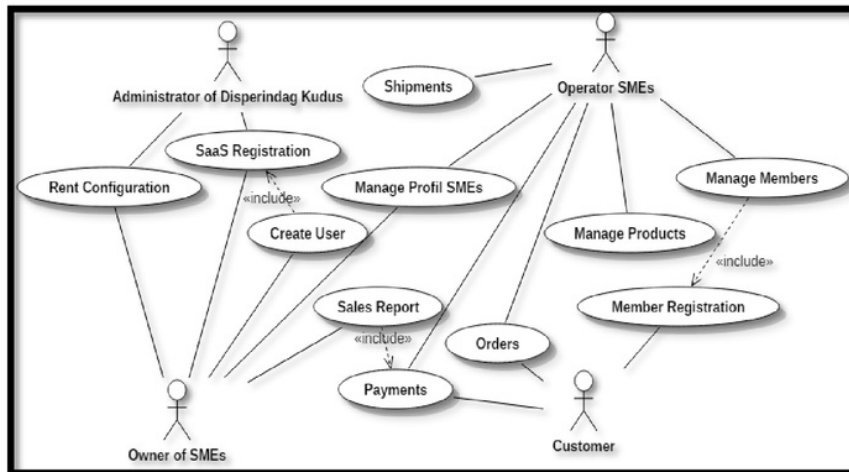 Shipments
Operator SMEs
Administrator of Disperindag Kudus
SaaS Registration
Rent Configuration
Manage Profil SMEs
Manage Members
«include»
Create User
Manage Products
«include»
Sales Report
Member Registration
«include»
Orders
Payments
Customer
Owner of SMEs